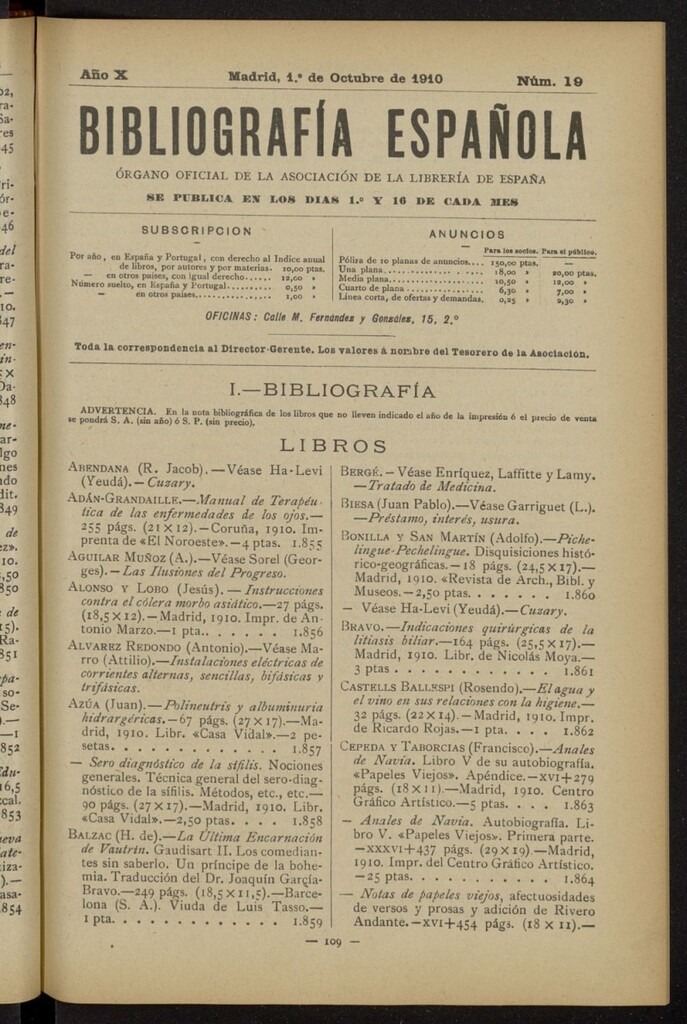 Año X
Madrid, 1.º de Octubre de 1910
Núm. 19
BIBLIOGRAFÍA ESPAÑOLA
ÓRGANO OFICIAL DE LA ASOCIACIÓN DE LA LIBRERÍA DE ESPAÑA
SE PUBLICA EN LOS DIAS 1.º Y 16 DE CADA MES
SUBSCRIPCION
Por año, en España y Portugal, con derecho al Indice anual
de libros, por autores y por materias. 10,00 ptas.
— en otros países, con igual derecho..... 12,00 »
Número suelto, en España y Portugal........... 0,50 »
— en otros países................... 1,00 »
ANUNCIOS
Para los socios. Para el público.
Póliza de 10 planas de anuncios.... 150,00 ptas. —
Una plana...................... 18,00 » 20,00 ptas.
Media plana..................... 10,50 » 12,00 »
Cuarto de plana.................. 6,30 » 7,00 »
Línea corta, de ofertas y demandas. 0,25 » 0,30 »
OFICINAS: Calle M. Fernández y González, 15, 2.º
Toda la correspondencia al Director-Gerente. Los valores á nombre del Tesorero de la Asociación.
I.—BIBLIOGRAFÍA
ADVERTENCIA. En la nota bibliográfica de los libros que no lleven indicado el año de la impresión ó el precio de venta
se pondrá S. A. (sin año) ó S. P. (sin precio).
LIBROS
ABENDANA (R. Jacob).—Véase Ha-Levi
(Yeudá).—Cuzary.
ADÁN-GRANDAILLE.—Manual de Terapéu-
tica de las enfermedades de los ojos.—
255 págs. (21 × 12).—Coruña, 1910. Im-
prenta de «El Noroeste».—4 ptas. 1.855
AGUILAR MUÑOZ (A.).—Véase Sorel (Geor-
ges).—Las Ilusiones del Progreso.
ALONSO Y LOBO (Jesús).—Instrucciones
contra el cólera morbo asiático.—27 págs.
(18,5 × 12).—Madrid, 1910. Impr. de An-
tonio Marzo.—1 pta.. . . . . . 1.856
ALVAREZ REDONDO (Antonio).—Véase Ma-
rro (Attilio).—Instalaciones eléctricas de
corrientes alternas, sencillas, bifásicas y
trifásicas.
AZÚA (Juan).—Polineutris y albuminuria
hidrargéricas.—67 págs. (27 × 17).—Ma-
drid, 1910. Libr. «Casa Vidal».—2 pe-
setas. . . . . . . . . . . . . 1.857
— Sero diagnóstico de la sífilis. Nociones
generales. Técnica general del sero-diag-
nóstico de la sífilis. Métodos, etc., etc.—
90 págs. (27 × 17).—Madrid, 1910. Libr.
«Casa Vidal».—2,50 ptas. . . . . 1.858
BALZAC (H. de).—La Última Encarnación
de Vautrín. Gaudisart II. Los comedian-
tes sin saberlo. Un príncipe de la bohe-
mia. Traducción del Dr. Joaquín García-
Bravo.—249 págs. (18,5 × 11,5).—Barce-
lona (S. A.). Viuda de Luis Tasso.—
1 pta. . . . . . . . . . . . . 1.859
BERGÉ.—Véase Enríquez, Laffitte y Lamy.
—Tratado de Medicina.
BIESA (Juan Pablo).—Véase Garriguet (L.).
—Préstamo, interés, usura.
BONILLA Y SAN MARTÍN (Adolfo).—Piche-
lingue-Pechelingue. Disquisiciones histó-
rico-geográficas.—18 págs. (24,5 × 17).—
Madrid, 1910. «Revista de Arch., Bibl. y
Museos.—2,50 ptas. . . . . . . 1.860
— Véase Ha-Levi (Yeudá).—Cuzary.
BRAVO.—Indicaciones quirúrgicas de la
litiasis biliar.—164 págs. (25,5 × 17).—
Madrid, 1910. Libr. de Nicolás Moya.—
3 ptas . . . . . . . . . . . . 1.861
CASTELLS BALLESPI (Rosendo).—El agua y
el vino en sus relaciones con la higiene.—
32 págs. (22 × 14).—Madrid, 1910. Impr.
de Ricardo Rojas.—1 pta. . . . . 1.862
CEPEDA Y TABORCIAS (Francisco).—Anales
de Navia. Libro V de su autobiografía.
«Papeles Viejos». Apéndice.—XVI+279
págs. (18 × 11).—Madrid, 1910. Centro
Gráfico Artístico.—5 ptas. . . . . 1.863
— Anales de Navia. Autobiografía. Li-
bro V. «Papeles Viejos». Primera parte.
—XXXVI+437 págs. (29 × 19).—Madrid,
1910. Impr. del Centro Gráfico Artístico.
—25 ptas. . . . . . . . . . . . 1.864
— Notas de papeles viejos, afectuosidades
de versos y prosas y adición de Rivero
Andante.—XVI+454 págs. (18 × 11).—
— 109 —